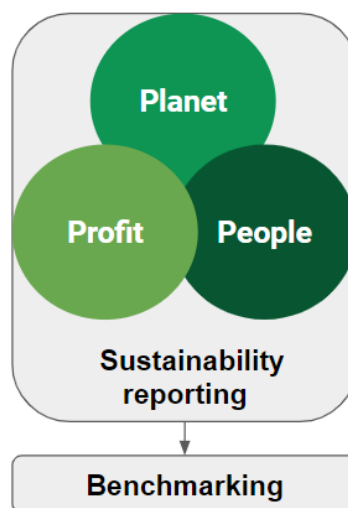 Planet
Profit People
Sustainability
reporting
Benchmarking